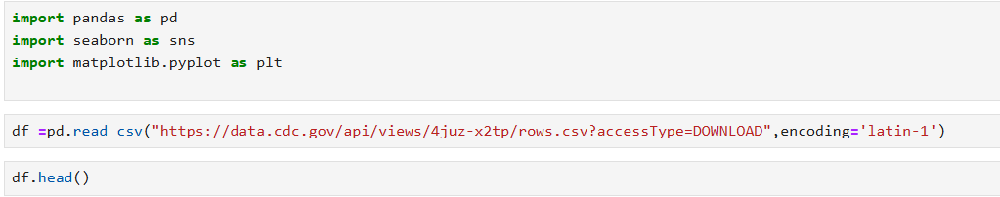 import pandas as pd
import seaborn as sns
import matplotlib.pyplot as plt
df =pd.read_csv("https://data.cdc.gov/api/views/4juz-x2tp/rows.csv?accessType=DOWNLOAD",encoding='latin-1')
df.head()